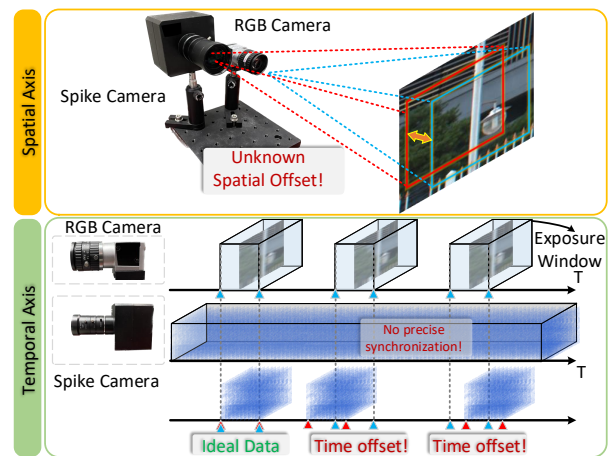 Spatial Axis
RGB Camera
Spike Camera
Unknown
Spatial Offset!
Temporal Axis
RGB Camera
Exposure
Window
T
No precise
synchronization!
T
Spike Camera
Ideal Data
Time offset!
Time offset!